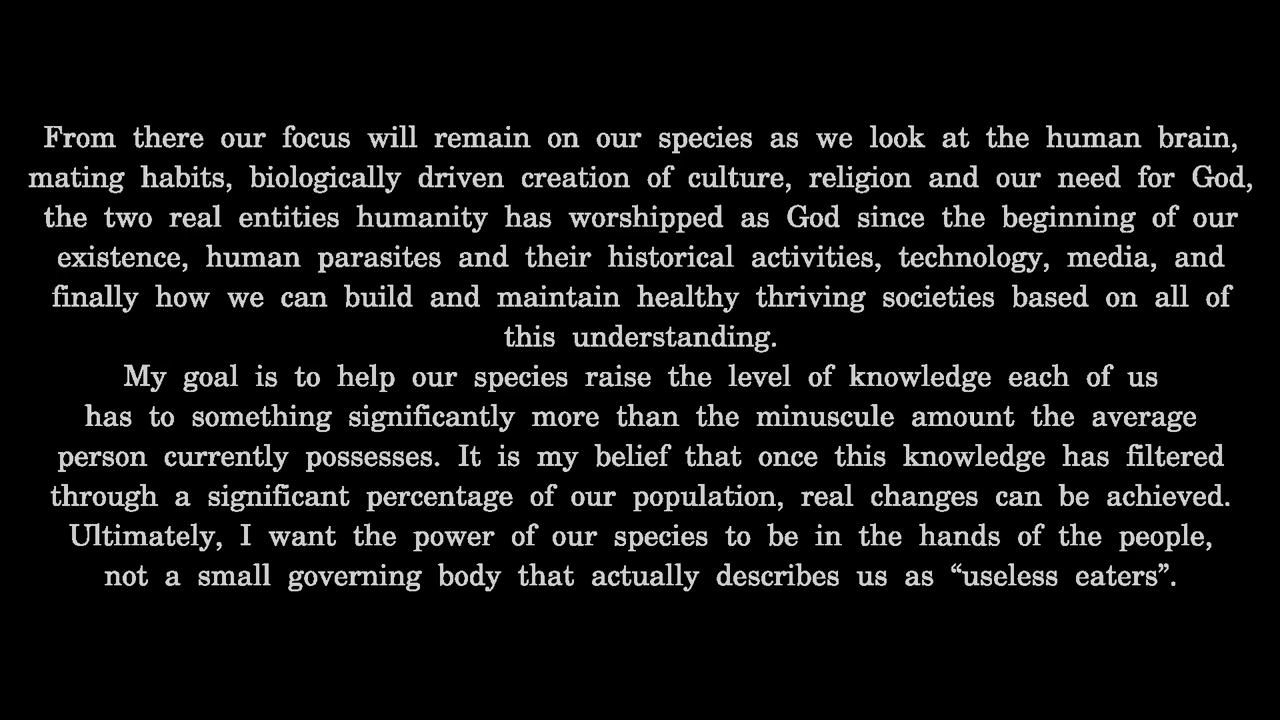 From there our focus will remain on our species as we look at the human brain,
mating habits, biologically driven creation of culture, religion and our need for God,
the two real entities humanity has worshipped as God since the beginning of our
existence, human parasites and their historical activities, technology, media, and
finally how we can build and maintain healthy thriving societies based on all of
this understanding.
My goal is to help our species raise the level of knowledge each of us
has to something significantly more than the minuscule amount the average
person currently possesses. It is my belief that once this knowledge has filtered
through a significant percentage of our population, real changes can be achieved.
Ultimately, I want the power of our species to be in the hands of the people,
not a small governing body that actually describes us as “useless eaters”.